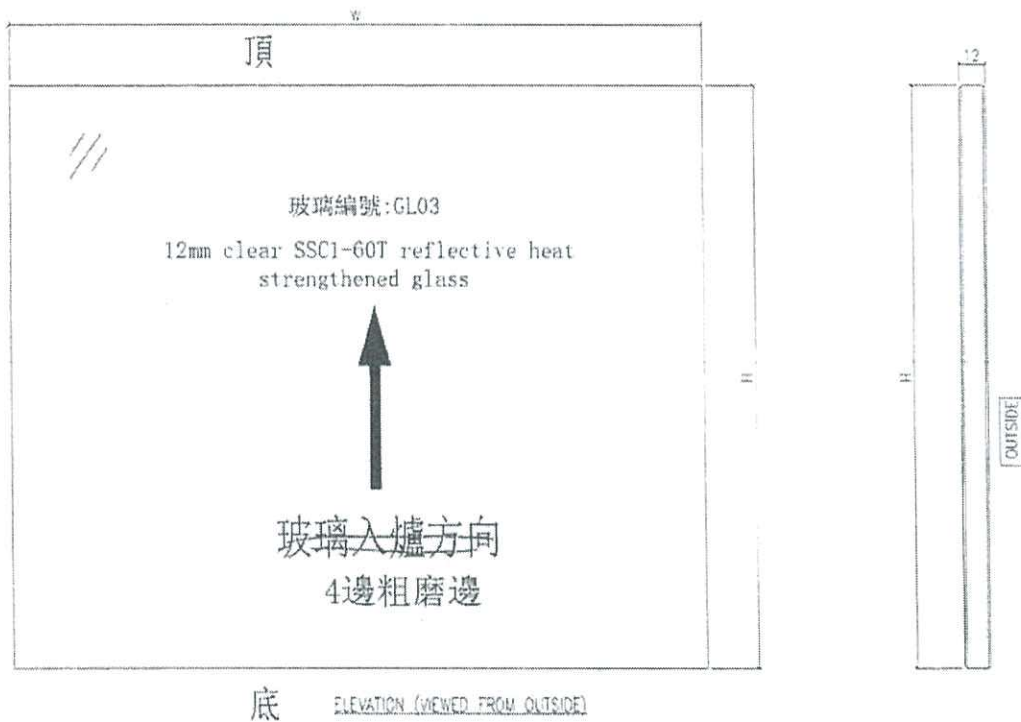 W
頂
12
玻璃編號:GL03
12mm clear SSC1-60T reflective heat
strengthened glass
H
H
OUTSIDE
玻璃入爐方向
4邊粗磨邊
底
ELEVATION (VIEWED FROM OUTSIDE)